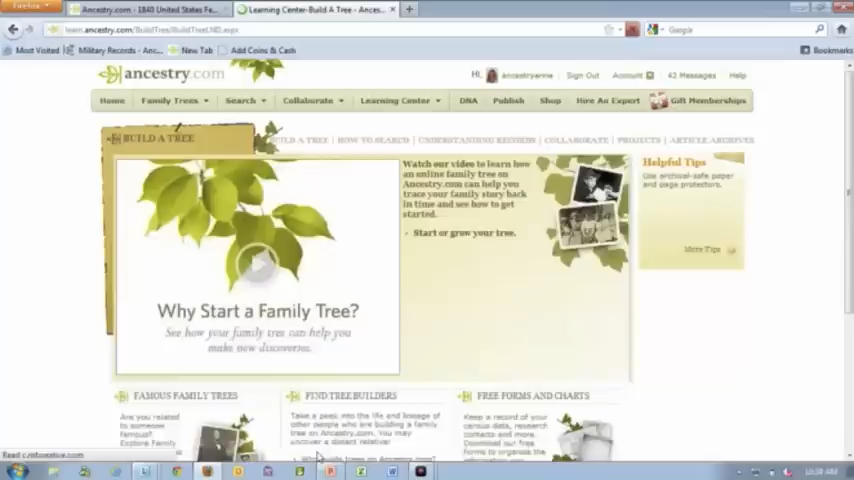 Firefox
Ancestry.com - 1840 United States Fe...
Learning Center-Build A Tree - Ances...
learn.ancestry.com/BuildTree/BuildTreeLND.aspx
Google
Most Visited
Military Records - Anc...
New Tab
Add Coins & Cash
Bookmarks
ancestry.com
Hi, ancestryanne
Sign Out
Account
42 Messages
Help
Home
Family Trees
Search
Collaborate
Learning Center
DNA
Publish
Shop
Hire An Expert
Gift Memberships
BUILD A TREE
BUILD A TREE | HOW TO SEARCH | UNDERSTANDING RECORDS | COLLABORATE | PROJECTS | ARTICLE ARCHIVES
Why Start a Family Tree?
See how your family tree can help you
make new discoveries.
Watch our video to learn how
an online family tree on
Ancestry.com can help you
trace your family story back
in time and see how to get
started.
Start or grow your tree.
Helpful Tips
Use archival-safe paper
and page protectors.
More Tips
FAMOUS FAMILY TREES
Are you related
to someone
famous?
Explore Family
FIND TREE BUILDERS
Take a peek into the life and lineage of
other people who are building a family
tree on Ancestry.com. You may
uncover a distant relative!
FREE FORMS AND CHARTS
Keep a record of your
census data, research
contacts and more.
Download our free
forms to organize the
10:58 AM